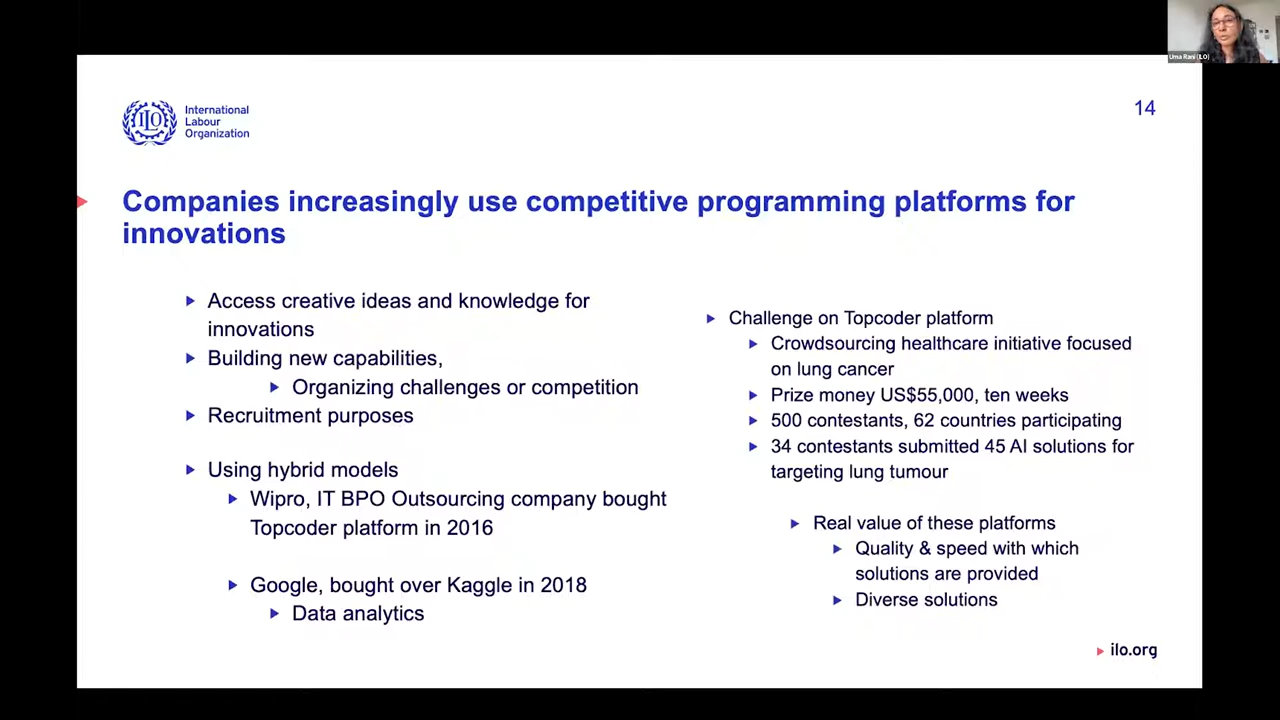 Uma Rani (ILO)
International
Labour
Organization
14
Companies increasingly use competitive programming platforms for
innovations
Access creative ideas and knowledge for
innovations
Building new capabilities,
Organizing challenges or competition
Recruitment purposes
Using hybrid models
Wipro, IT BPO Outsourcing company bought
Topcoder platform in 2016
Google, bought over Kaggle in 2018
Data analytics
Challenge on Topcoder platform
Crowdsourcing healthcare initiative focused
on lung cancer
Prize money US$55,000, ten weeks
500 contestants, 62 countries participating
34 contestants submitted 45 AI solutions for
targeting lung tumour
Real value of these platforms
Quality & speed with which
solutions are provided
Diverse solutions
ilo.org